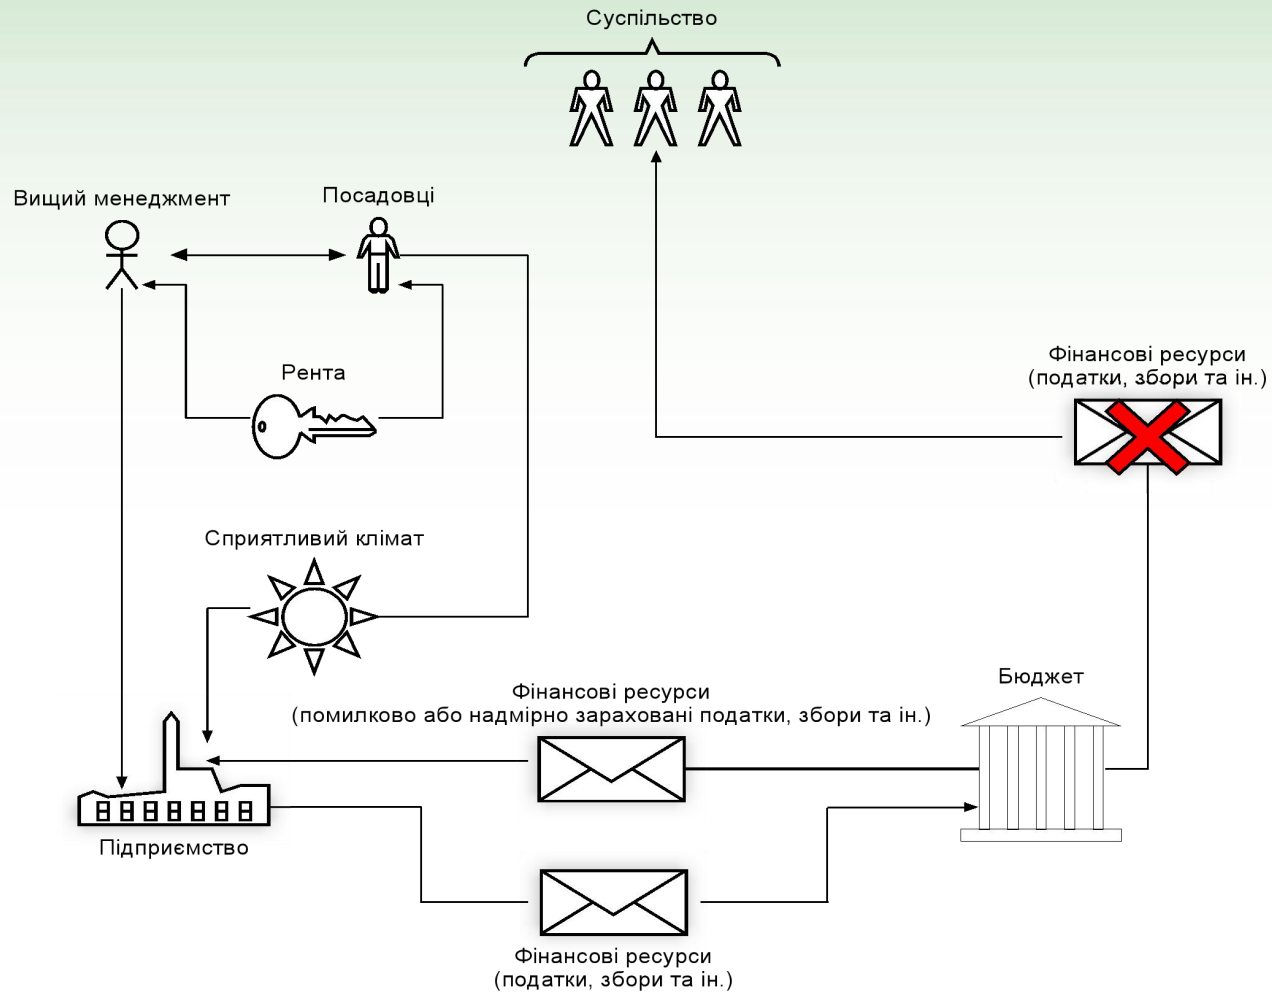 Суспільство
Вищий менеджмент
Посадовці
Рента
Фінансові ресурси
(податки, збори та ін.)
Сприятливий клімат
Бюджет
Фінансові ресурси
(помилково або надмірно зараховані податки, збори та ін.)
Підприємство
Фінансові ресурси
(податки, збори та ін.)